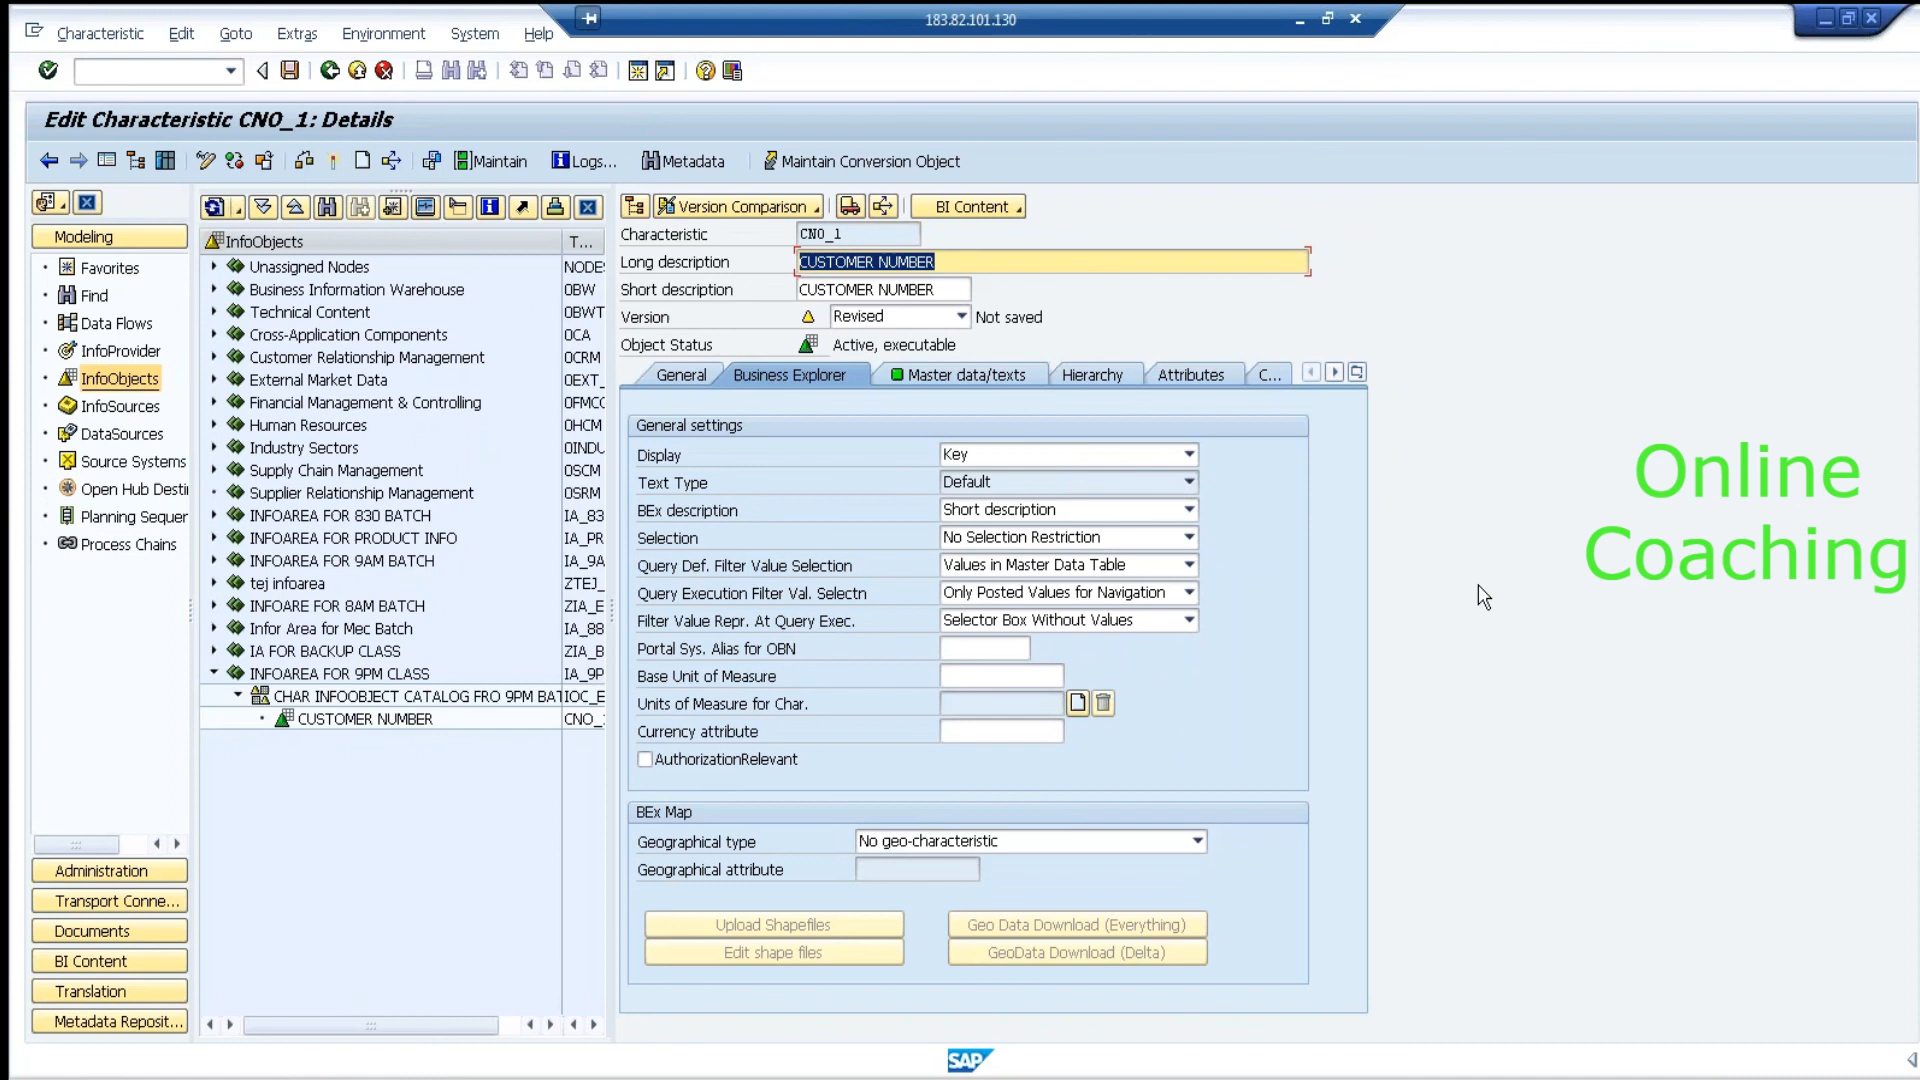 183.82.101.130
Characteristic Edit Goto Extras Environment System Help
Edit Characteristic CNO_1: Details
Maintain Logs... Metadata Maintain Conversion Object
Modeling
Favorites
Find
Data Flows
InfoProvider
InfoObjects
InfoSources
DataSources
Source Systems
Open Hub Desti
Planning Sequer
Process Chains
Administration
Transport Conne...
Documents
BI Content
Translation
Metadata Reposit...
InfoObjects T...
Unassigned Nodes NODE
Business Information Warehouse 0BW
Technical Content 0BWT
Cross-Application Components 0CA
Customer Relationship Management 0CRM
External Market Data 0EXT_
Financial Management & Controlling 0FMCO
Human Resources 0HCM
Industry Sectors 0INDU
Supply Chain Management 0SCM
Supplier Relationship Management 0SRM
INFOAREA FOR 830 BATCH IA_83
INFOAREA FOR PRODUCT INFO IA_PR
INFOAREA FOR 9AM BATCH IA_9A
tej infoarea ZTEJ_
INFOARE FOR 8AM BATCH ZIA_E
Infor Area for Mec Batch IA_88
IA FOR BACKUP CLASS ZIA_B
INFOAREA FOR 9PM CLASS IA_9P
CHAR INFOOBJECT CATALOG FRO 9PM BAT IOC_E
CUSTOMER NUMBER CNO_
Version Comparison BI Content
Characteristic CNO_1
Long description CUSTOMER NUMBER
Short description CUSTOMER NUMBER
Version Revised Not saved
Object Status Active, executable
General Business Explorer Master data/texts Hierarchy Attributes C...
General settings
Display Key
Text Type Default
BEx description Short description
Selection No Selection Restriction
Query Def. Filter Value Selection Values in Master Data Table
Query Execution Filter Val. Selectn Only Posted Values for Navigation
Filter Value Repr. At Query Exec. Selector Box Without Values
Portal Sys. Alias for OBN
Base Unit of Measure
Units of Measure for Char.
Currency attribute
AuthorizationRelevant
BEx Map
Geographical type No geo-characteristic
Geographical attribute
Upload Shapefiles Geo Data Download (Everything)
Edit shape files GeoData Download (Delta)
Online
Coaching
SAP